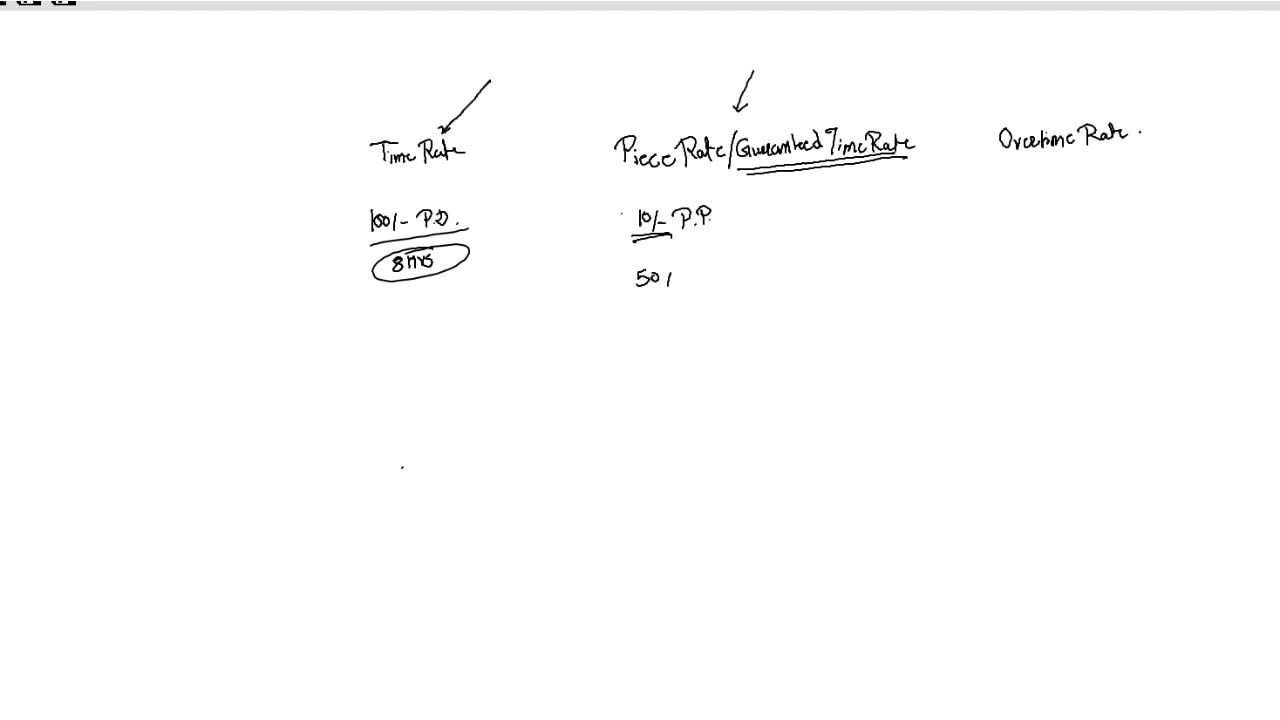 Time Rate
Piece Rate/Guaranteed Time Rate
Overtime Rate.
100/- P.D.
10/- P.P.
8 Hrs
50/